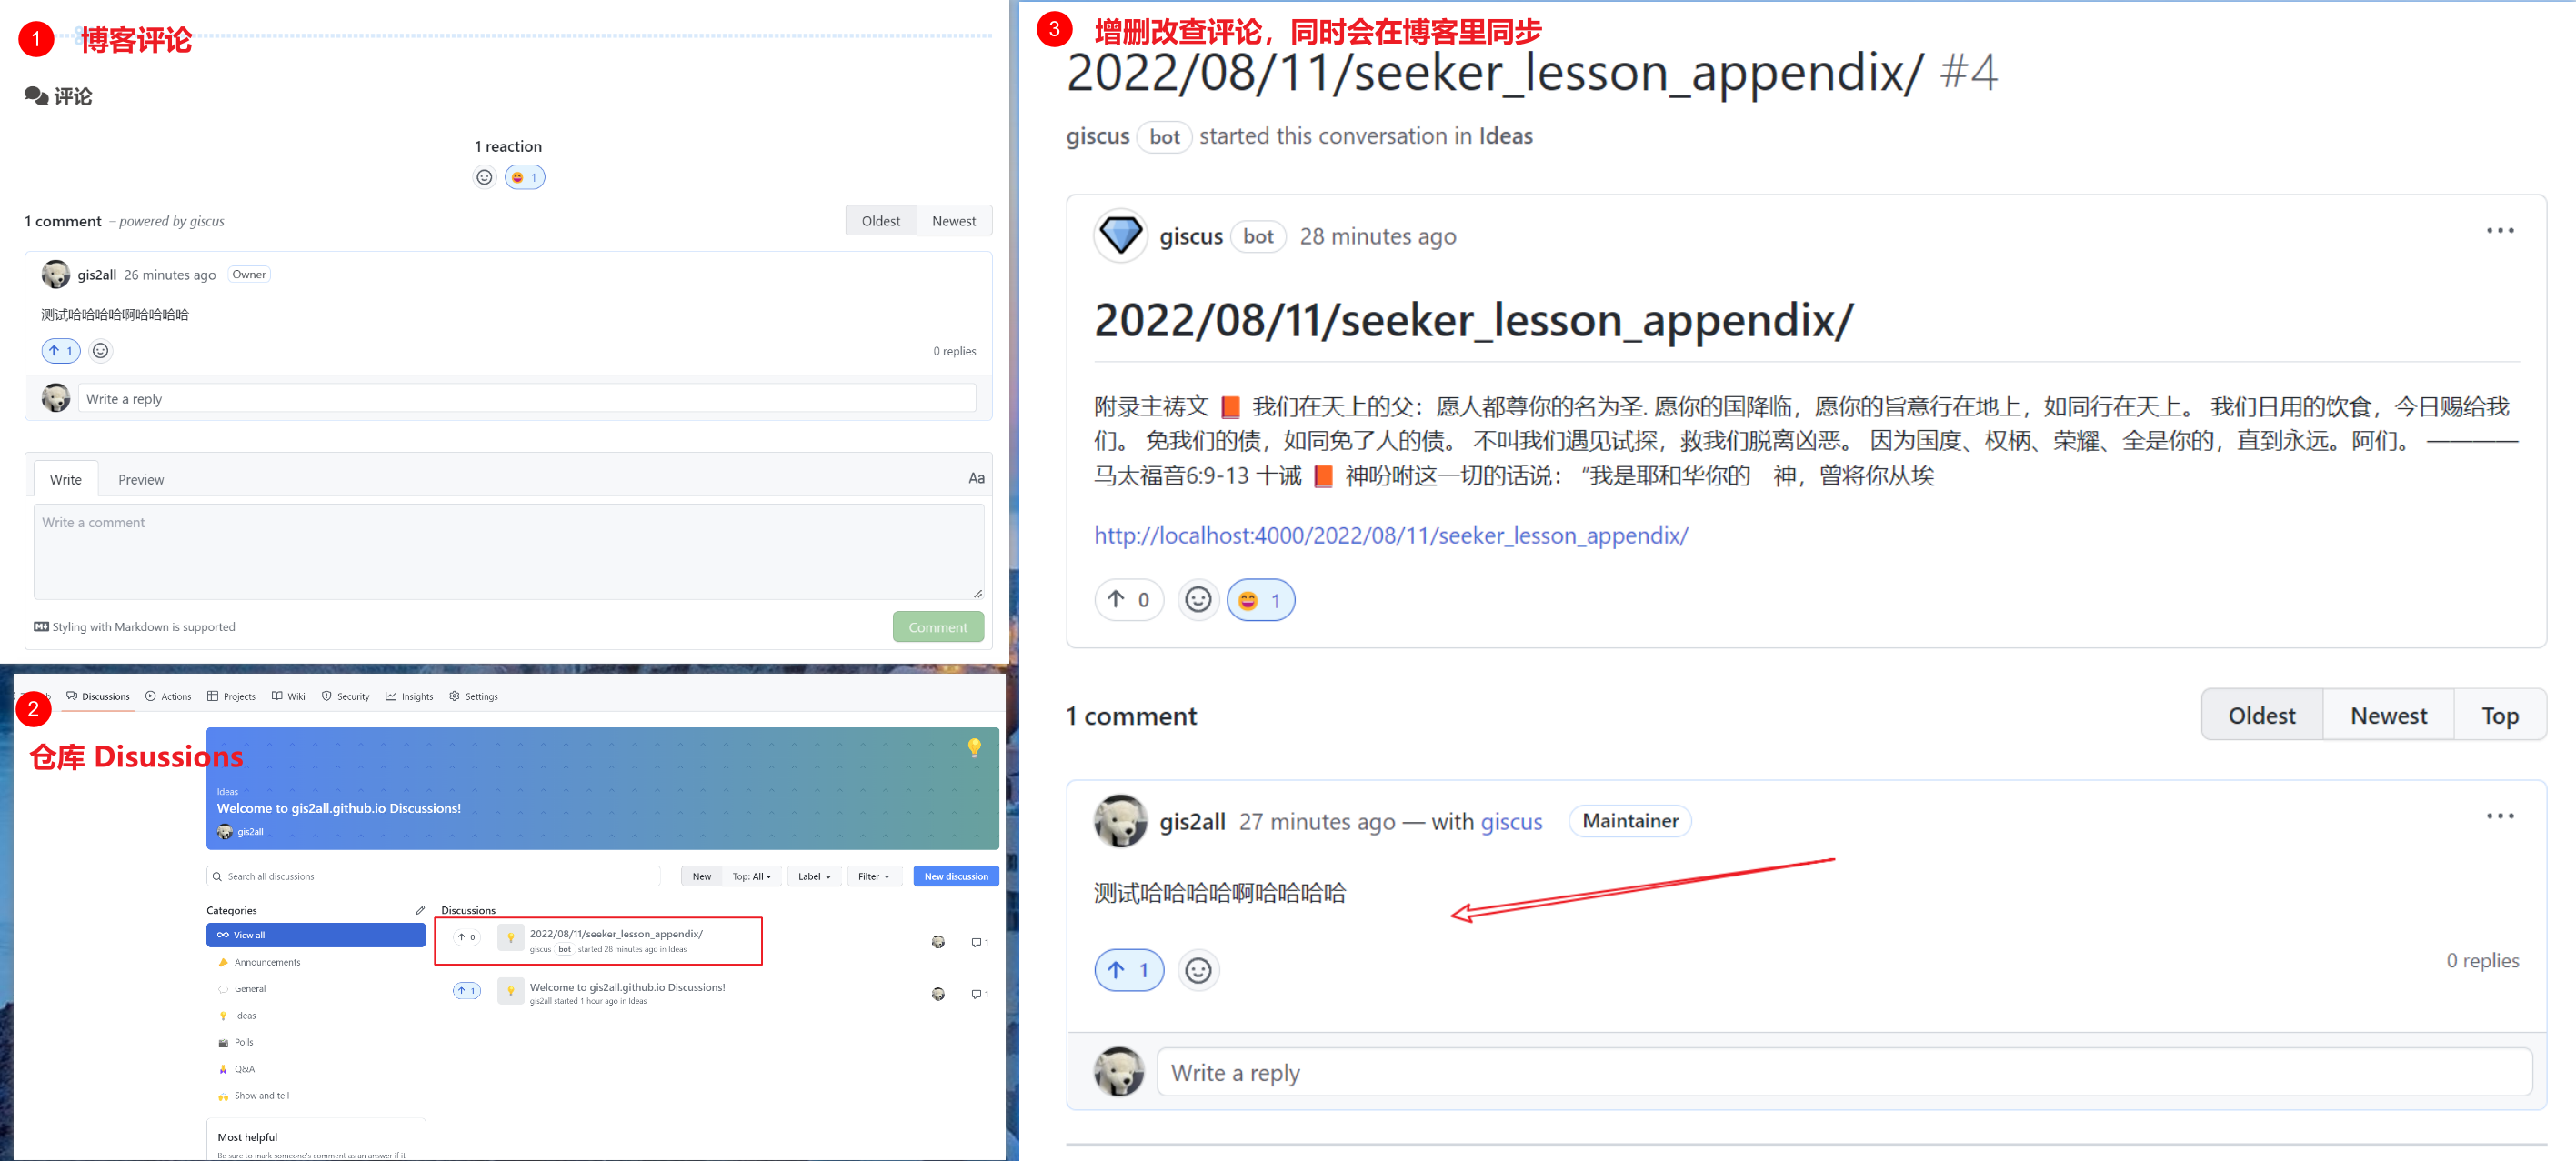 1 博客评论
评论
1 reaction
1
1 comment – powered by giscus
Oldest Newest
gis2all 26 minutes ago Owner
测试哈哈哈哈啊哈哈哈哈
1
0 replies
Write a reply
Write Preview Aa
Write a comment
Styling with Markdown is supported
Comment
Discussions Actions Projects Wiki Security Insights Settings
2
仓库 Disussions
Ideas
Welcome to gis2all.github.io Discussions!
gis2all
Search all discussions
New Top: All Label Filter New discussion
Categories
View all
Announcements
General
Ideas
Polls
Q&A
Show and tell
Most helpful
Be sure to mark someone's comment as an answer if it
Discussions
0 2022/08/11/seeker_lesson_appendix/
giscus bot started 28 minutes ago in Ideas
1
1 Welcome to gis2all.github.io Discussions!
gis2all started 1 hour ago in Ideas
1
3 增删改查评论，同时会在博客里同步
2022/08/11/seeker_lesson_appendix/ #4
giscus bot started this conversation in Ideas
giscus bot 28 minutes ago
2022/08/11/seeker_lesson_appendix/
附录主祷文 📕 我们在天上的父：愿人都尊你的名为圣. 愿你的国降临，愿你的旨意行在地上，如同行在天上。 我们日用的饮食，今日赐给我
们。 免我们的债，如同免了人的债。 不叫我们遇见试探，救我们脱离凶恶。 因为国度、权柄、荣耀、全是你的，直到永远。阿们。 ————
马太福音6:9-13 十诫 📕 神吩咐这一切的话说：“我是耶和华你的　神，曾将你从埃
http://localhost:4000/2022/08/11/seeker_lesson_appendix/
0 1
1 comment
Oldest Newest Top
gis2all 27 minutes ago — with giscus Maintainer
测试哈哈哈哈啊哈哈哈哈
1
0 replies
Write a reply